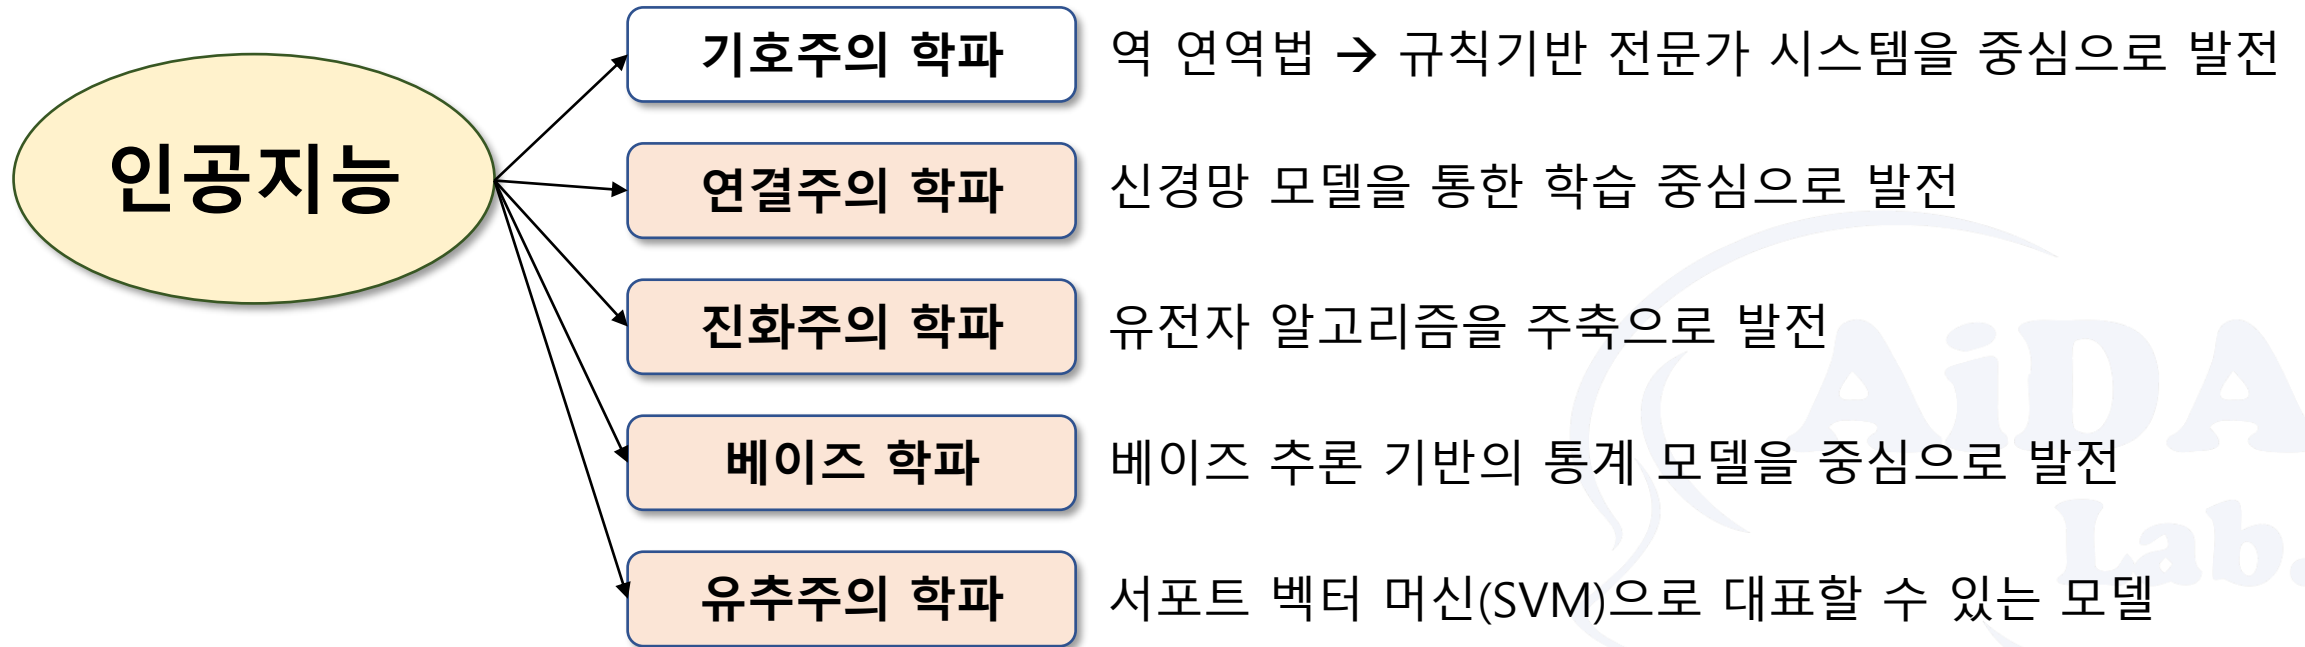 인공지능
기호주의 학파
역 연역법 → 규칙기반 전문가 시스템을 중심으로 발전
연결주의 학파
신경망 모델을 통한 학습 중심으로 발전
진화주의 학파
유전자 알고리즘을 주축으로 발전
베이즈 학파
베이즈 추론 기반의 통계 모델을 중심으로 발전
유추주의 학파
서포트 벡터 머신(SVM)으로 대표할 수 있는 모델
AiDA
Lab.